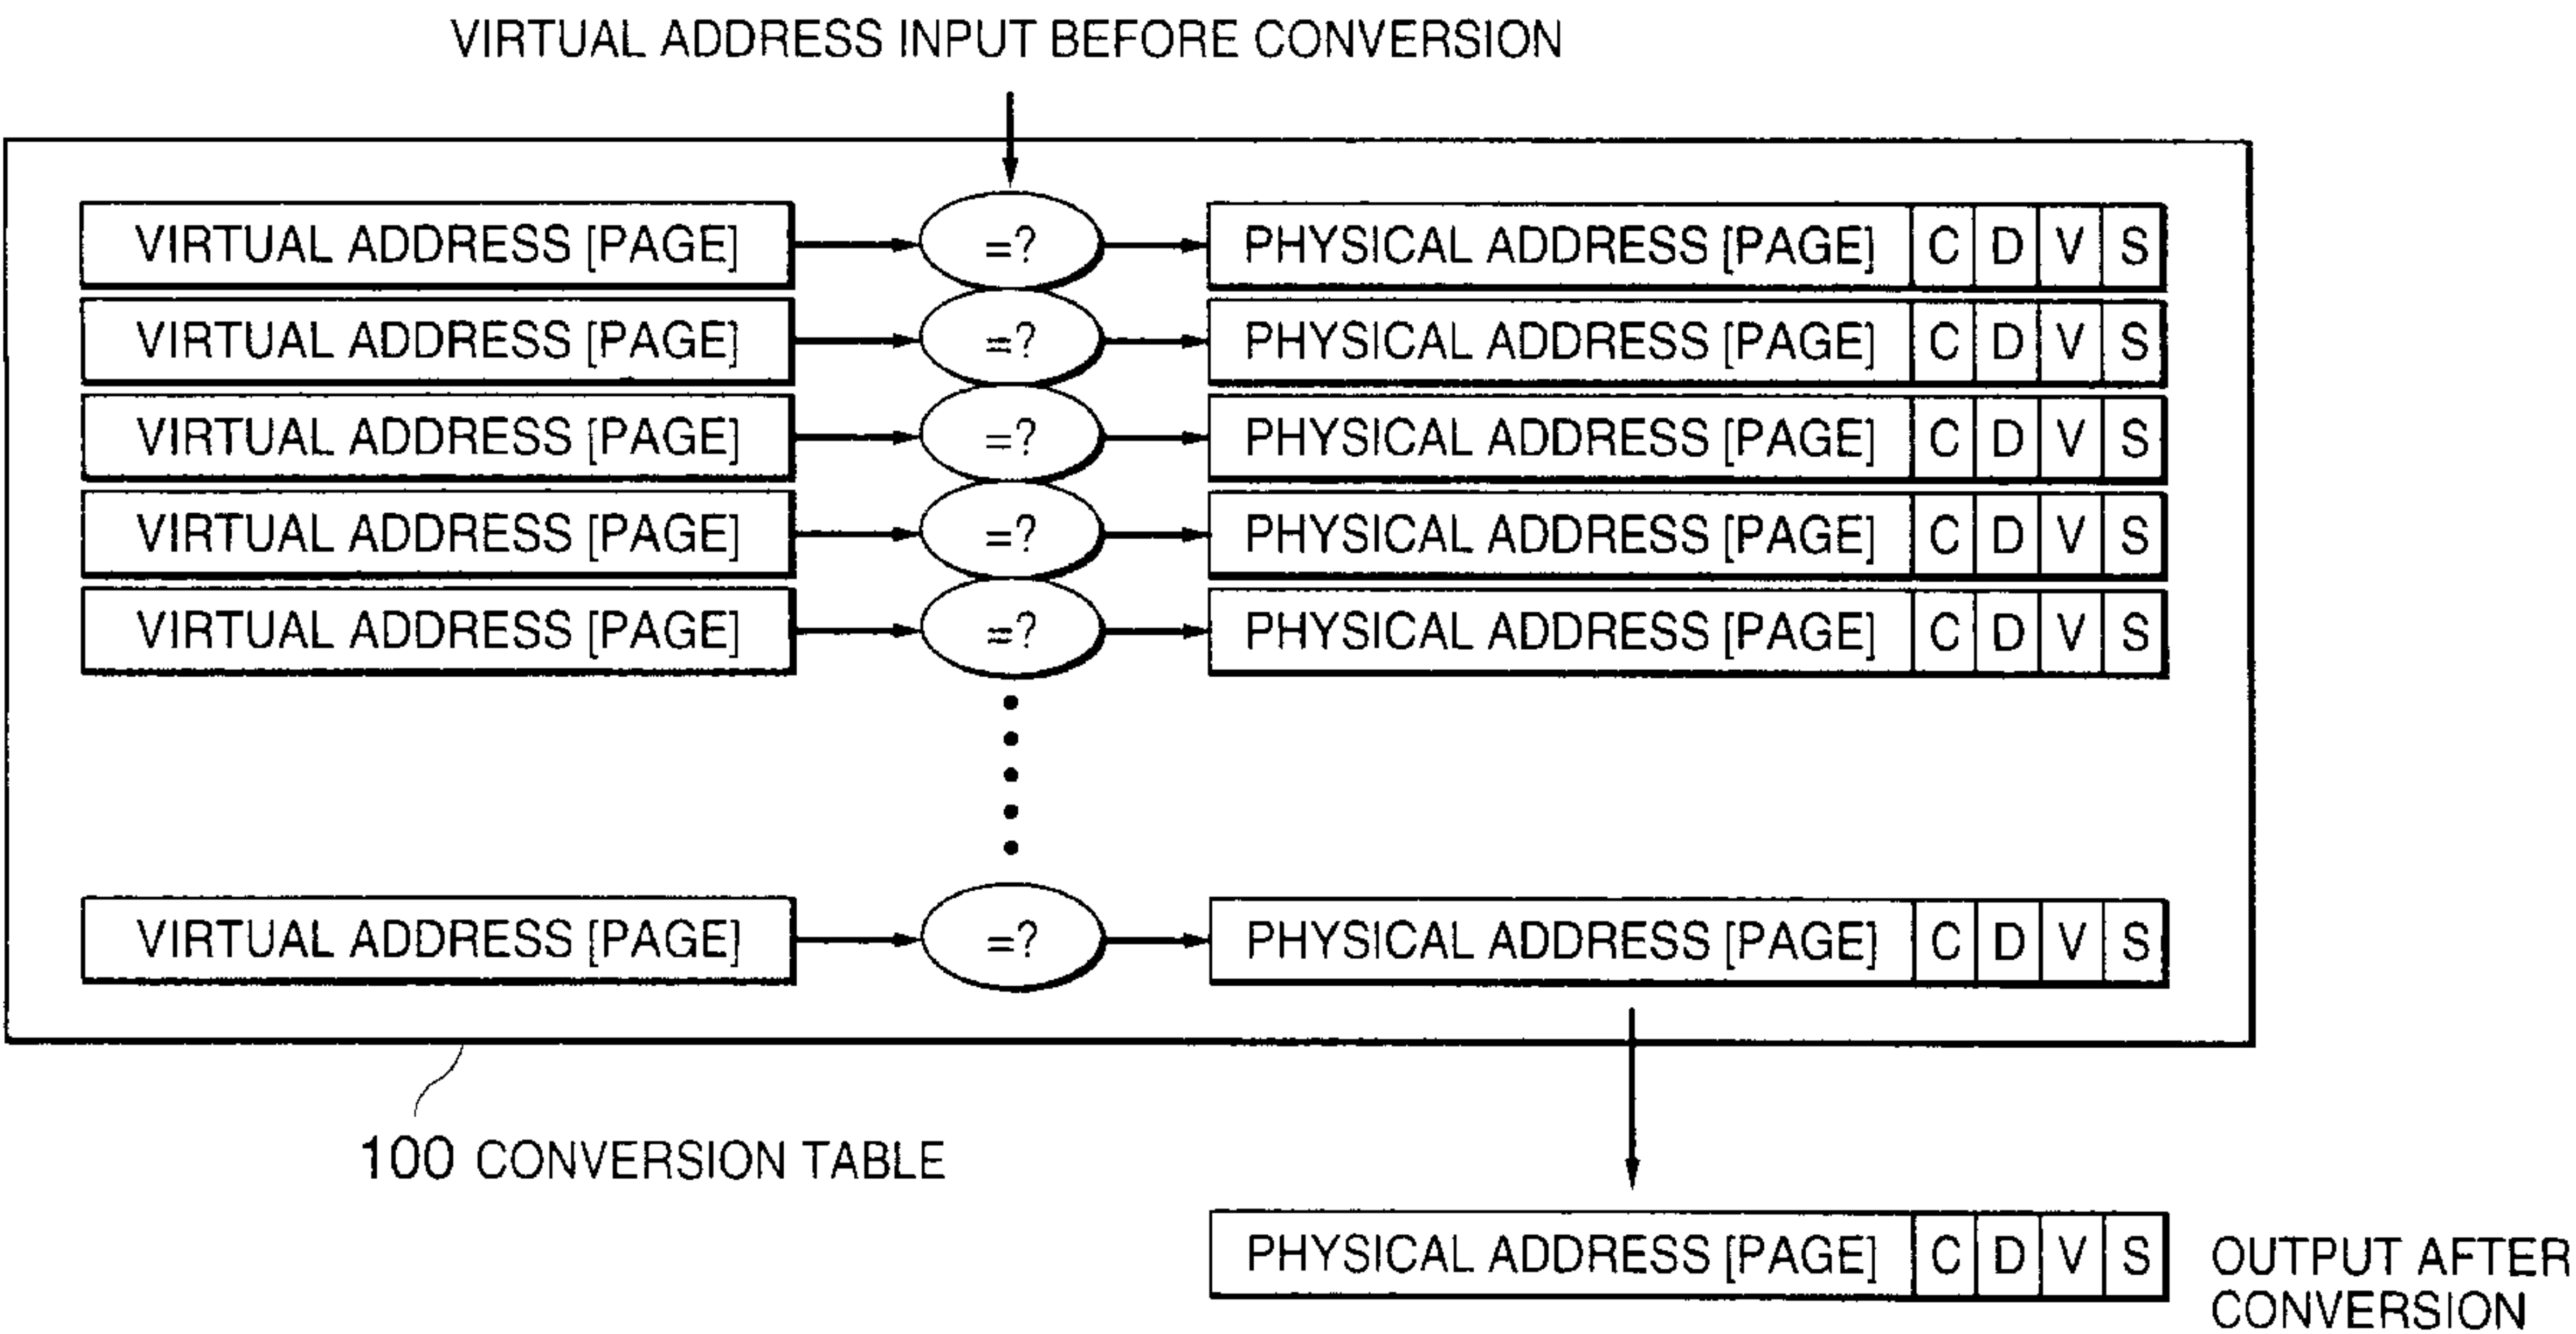 VIRTUAL ADDRESS INPUT BEFORE CONVERSION
VIRTUAL ADDRESS [PAGE] =? PHYSICAL ADDRESS [PAGE] C D V S
VIRTUAL ADDRESS [PAGE] =? PHYSICAL ADDRESS [PAGE] C D V S
VIRTUAL ADDRESS [PAGE] =? PHYSICAL ADDRESS [PAGE] C D V S
VIRTUAL ADDRESS [PAGE] =? PHYSICAL ADDRESS [PAGE] C D V S
VIRTUAL ADDRESS [PAGE] =? PHYSICAL ADDRESS [PAGE] C D V S
VIRTUAL ADDRESS [PAGE] =? PHYSICAL ADDRESS [PAGE] C D V S
100 CONVERSION TABLE
PHYSICAL ADDRESS [PAGE] C D V S
OUTPUT AFTER
CONVERSION